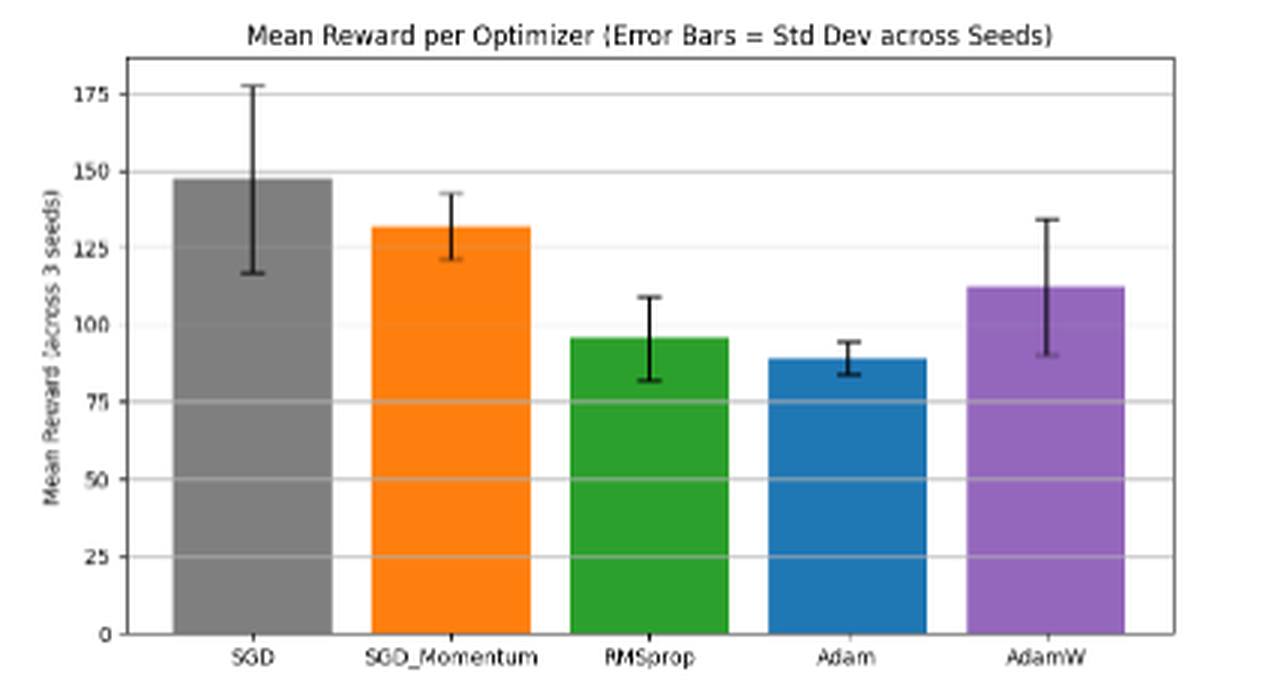 Mean Reward per Optimizer (Error Bars = Std Dev across Seeds)
Mean Reward (across 3 seeds)
175
150
125
100
75
50
25
0
SGD
SGD_Momentum
RMSprop
Adam
AdamW